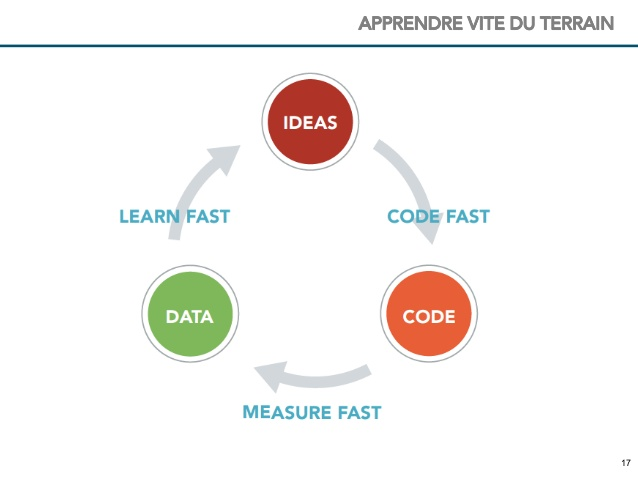 APPRENDRE VITE DU TERRAIN
IDEAS
LEARN FAST
CODE FAST
DATA
CODE
MEASURE FAST
17